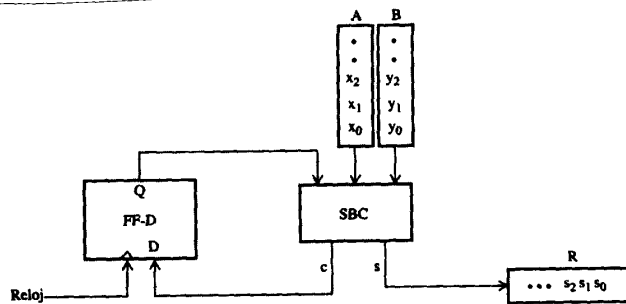 A B
• •
• •
x₂ y₂
x₁ y₁
x₀ y₀
Q
FF-D
D
SBC
c s
R
Reloj
• • • s₂ s₁ s₀